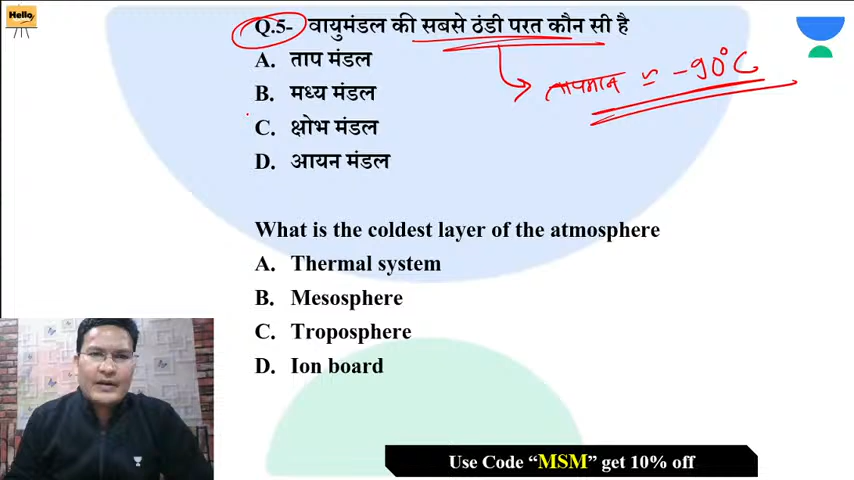 Hello
Q.5- वायुमंडल की सबसे ठंडी परत कौन सी है
A. ताप मंडल
तापमान ≃ -90°C
B. मध्य मंडल
C. क्षोभ मंडल
D. आयन मंडल
What is the coldest layer of the atmosphere
A. Thermal system
B. Mesosphere
C. Troposphere
D. Ion board
Use Code “MSM” get 10% off